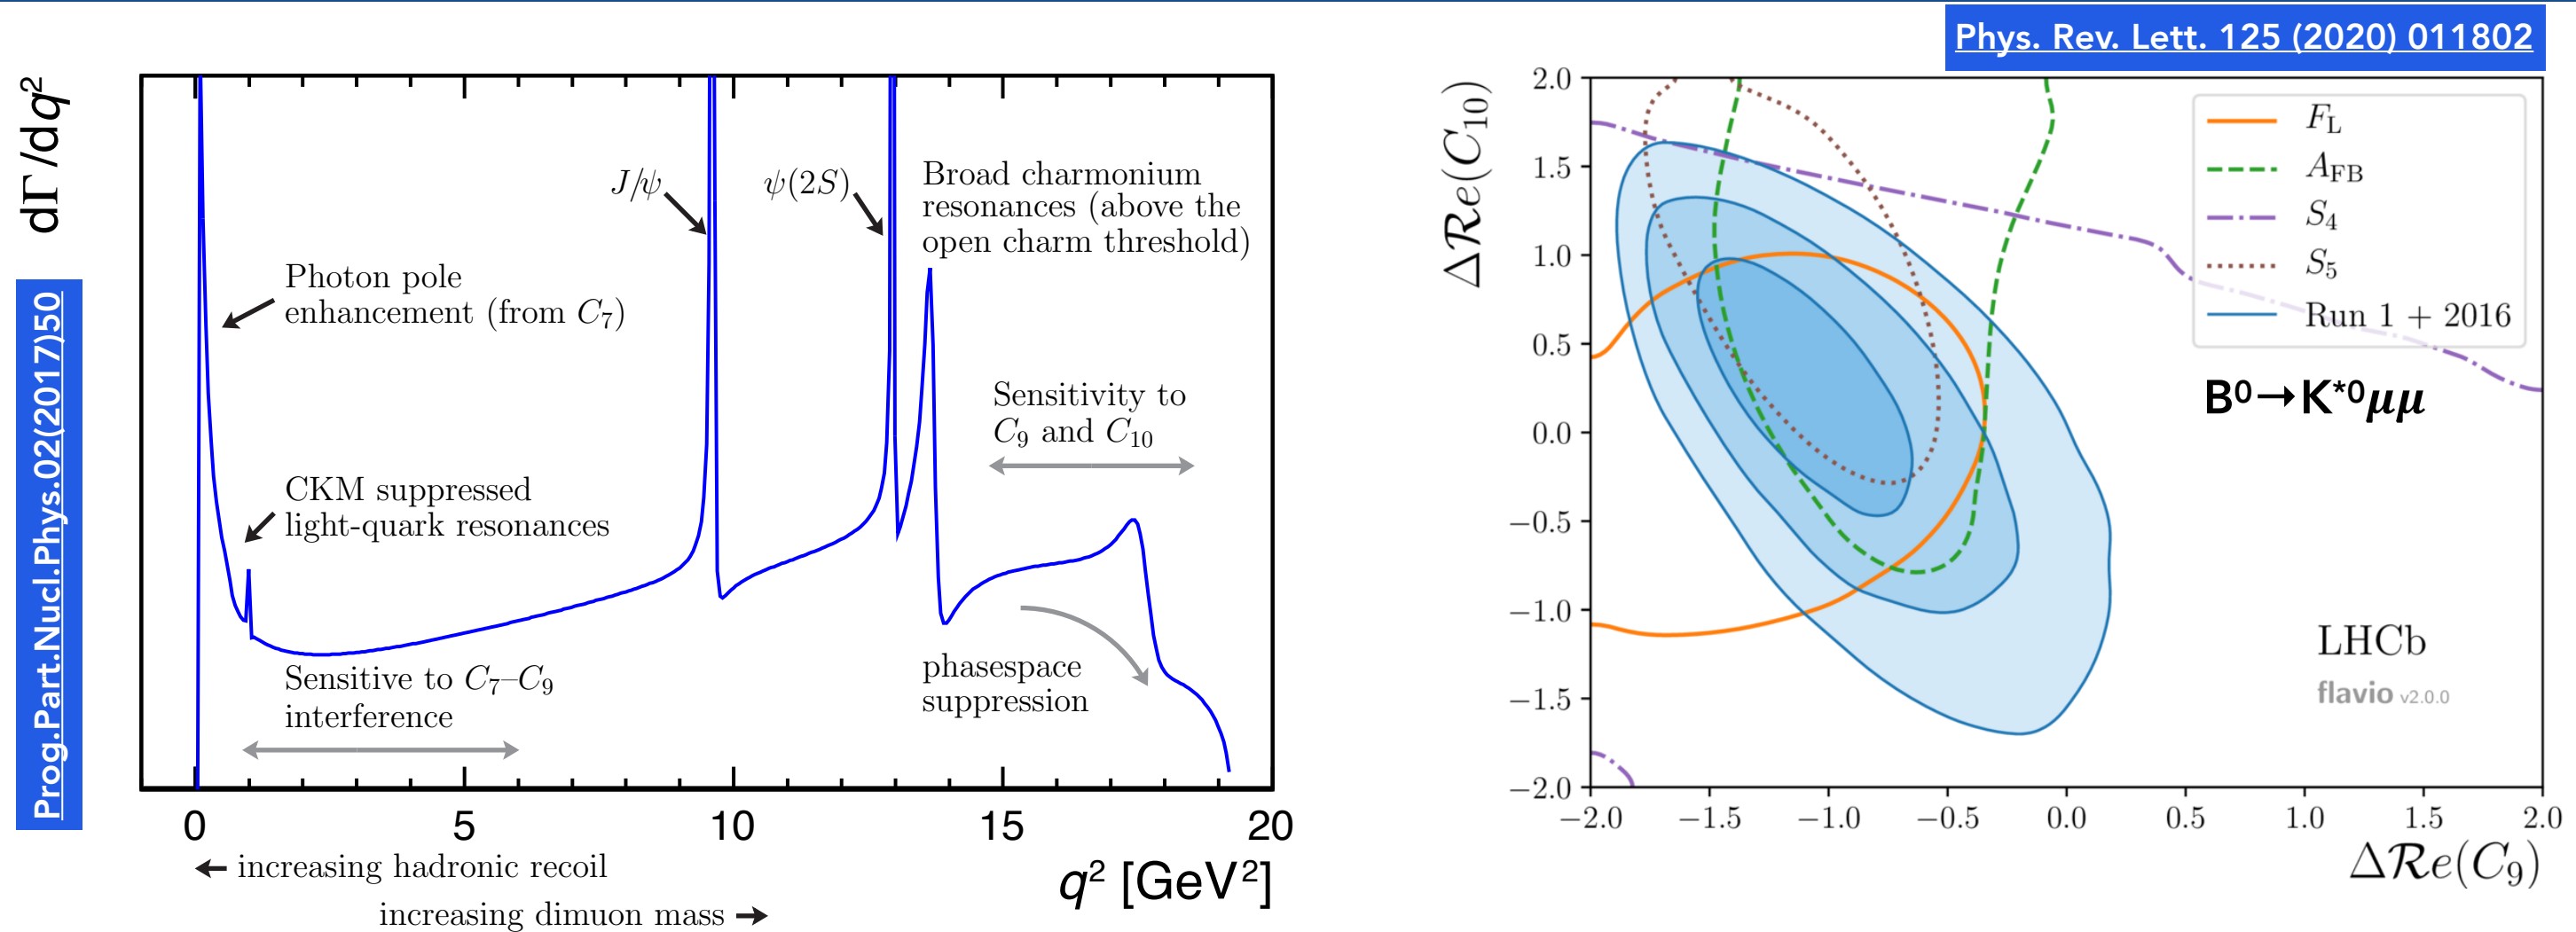 Phys. Rev. Lett. 125 (2020) 011802
Prog.Part.Nucl.Phys.02(2017)50
dΓ/dq²
J/ψ
ψ(2S)
Broad charmonium
resonances (above the
open charm threshold)
Photon pole
enhancement (from C₇)
Sensitivity to
C₉ and C₁₀
CKM suppressed
light-quark resonances
Sensitive to C₇–C₉
interference
phasespace
suppression
0 5 10 15 20
← increasing hadronic recoil
q² [GeV²]
increasing dimuon mass →
ΔRe(C₁₀)
2.0
1.5
1.0
0.5
0.0
−0.5
−1.0
−1.5
−2.0
F_L
A_FB
S₄
S₅
Run 1 + 2016
B⁰→K*⁰μμ
LHCb
flavio v2.0.0
−2.0 −1.5 −1.0 −0.5 0.0 0.5 1.0 1.5 2.0
ΔRe(C₉)